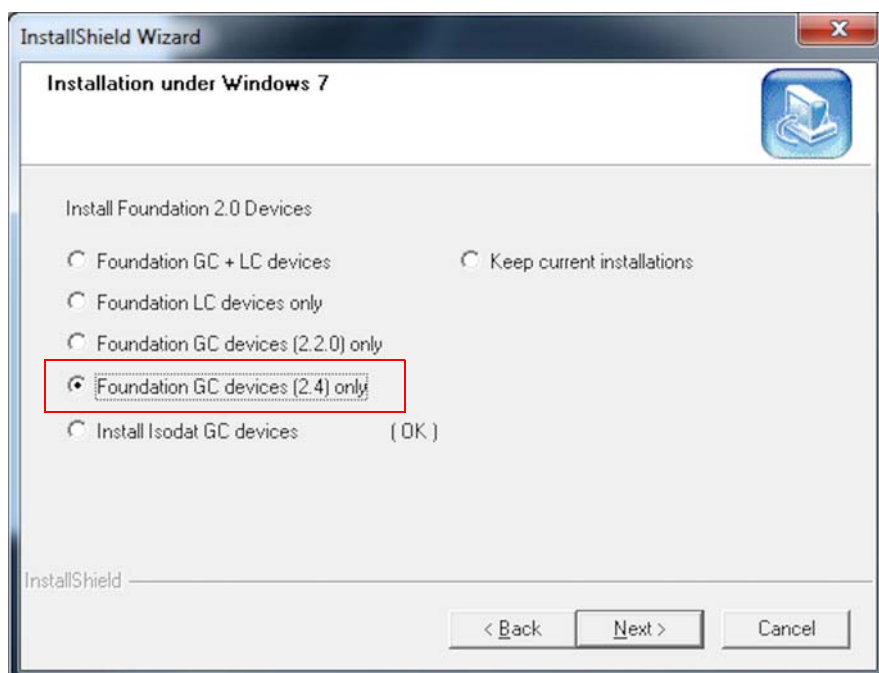 InstallShield Wizard
Installation under Windows 7
Install Foundation 2.0 Devices
Foundation GC + LC devices
Keep current installations
Foundation LC devices only
Foundation GC devices (2.2.0) only
Foundation GC devices (2.4) only
Install Isodat GC devices ( OK )
InstallShield
< Back
Next >
Cancel